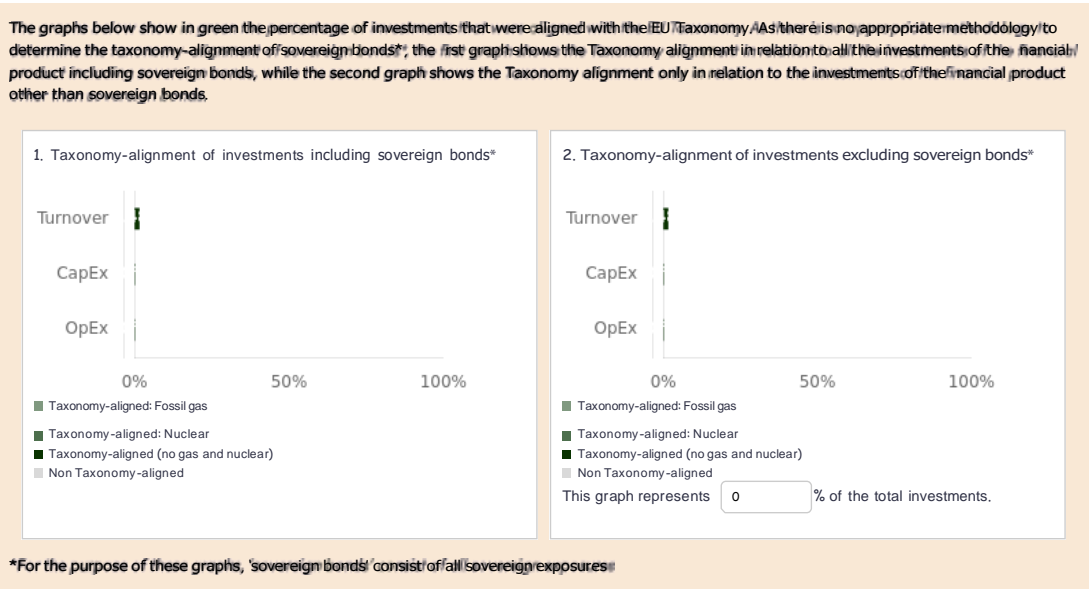 The graphs below show in green the percentage of investments that were aligned with the EU Taxonomy. As there is no appropriate methodology to
determine the taxonomy-alignment of sovereign bonds*, the first graph shows the Taxonomy alignment in relation to all the investments of the financial
product including sovereign bonds, while the second graph shows the Taxonomy alignment only in relation to the investments of the financial product
other than sovereign bonds.
1. Taxonomy-alignment of investments including sovereign bonds*
Turnover
CapEx
OpEx
0% 50% 100%
Taxonomy-aligned: Fossil gas
Taxonomy-aligned: Nuclear
Taxonomy-aligned (no gas and nuclear)
Non Taxonomy-aligned
2. Taxonomy-alignment of investments excluding sovereign bonds*
Turnover
CapEx
OpEx
0% 50% 100%
Taxonomy-aligned: Fossil gas
Taxonomy-aligned: Nuclear
Taxonomy-aligned (no gas and nuclear)
Non Taxonomy-aligned
This graph represents 0 % of the total investments.
*For the purpose of these graphs, 'sovereign bonds' consist of all sovereign exposures